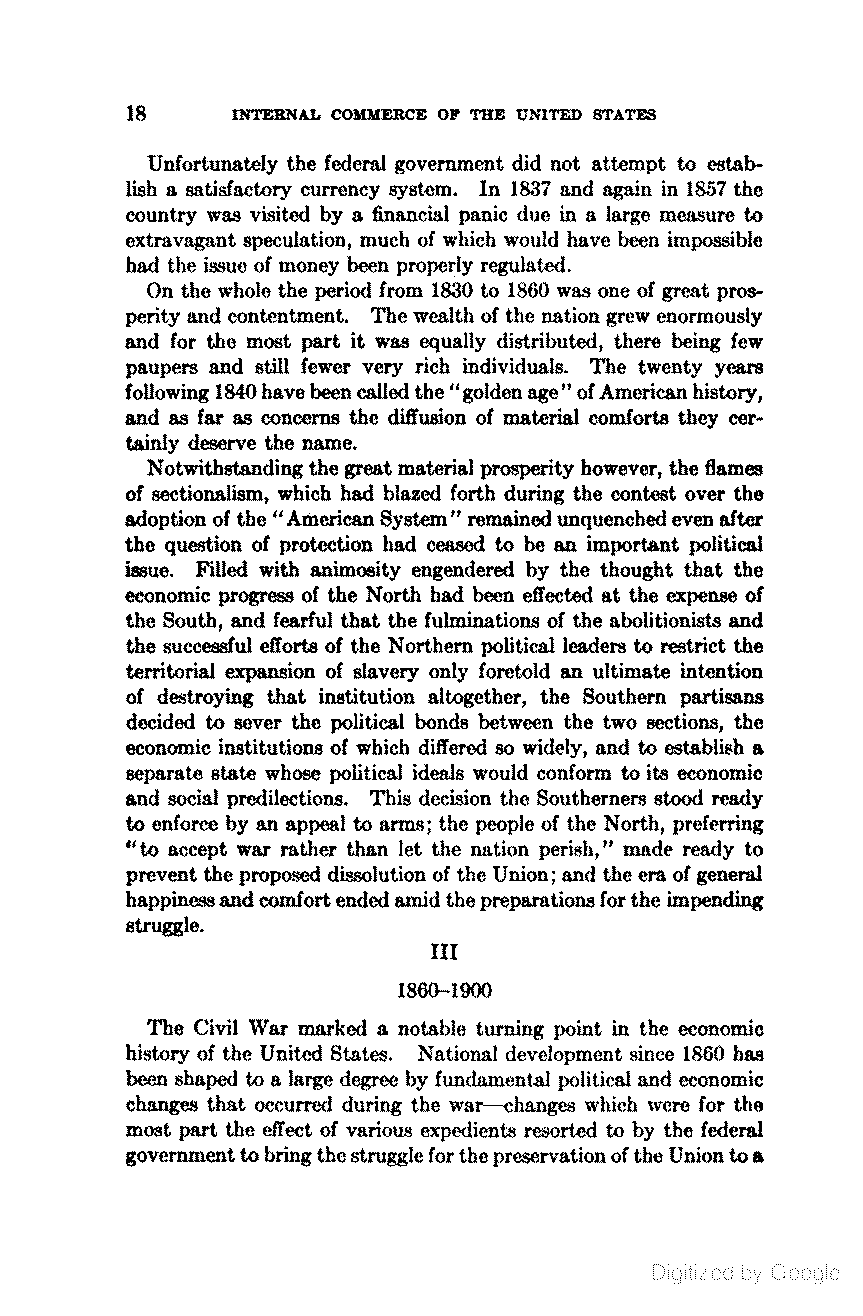 18 INTERNAL COMMERCE OF THE UNITED STATES
Unfortunately the federal government did not attempt to estab-
lish a satisfactory currency system. In 1837 and again in 1857 the
country was visited by a financial panic due in a large measure to
extravagant speculation, much of which would have been impossible
had the issue of money been properly regulated.
On the whole the period from 1830 to 1860 was one of great pros-
perity and contentment. The wealth of the nation grew enormously
and for the most part it was equally distributed, there being few
paupers and still fewer very rich individuals. The twenty years
following 1840 have been called the "golden age" of American history,
and as far as concerns the diffusion of material comforts they cer-
tainly deserve the name.
Notwithstanding the great material prosperity however, the flames
of sectionalism, which had blazed forth during the contest over the
adoption of the "American System" remained unquenched even after
the question of protection had ceased to be an important political
issue. Filled with animosity engendered by the thought that the
economic progress of the North had been effected at the expense of
the South, and fearful that the fulminations of the abolitionists and
the successful efforts of the Northern political leaders to restrict the
territorial expansion of slavery only foretold an ultimate intention
of destroying that institution altogether, the Southern partisans
decided to sever the political bonds between the two sections, the
economic institutions of which differed so widely, and to establish a
separate state whose political ideals would conform to its economic
and social predilections. This decision the Southerners stood ready
to enforce by an appeal to arms; the people of the North, preferring
"to accept war rather than let the nation perish," made ready to
prevent the proposed dissolution of the Union; and the era of general
happiness and comfort ended amid the preparations for the impending
struggle.
III
1860-1900
The Civil War marked a notable turning point in the economic
history of the United States. National development since 1860 has
been shaped to a large degree by fundamental political and economic
changes that occurred during the war—changes which were for the
most part the effect of various expedients resorted to by the federal
government to bring the struggle for the preservation of the Union to a
Digitized by Google